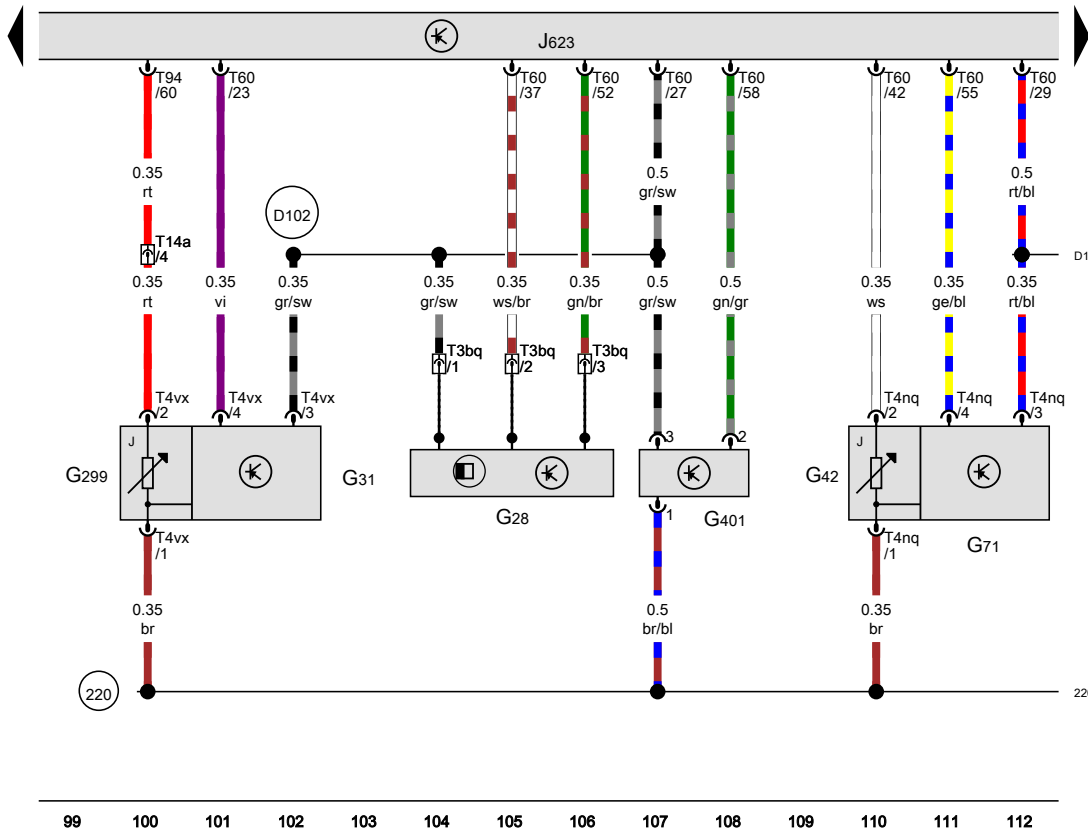 J623
T94
/60
T60
/23
T60
/37
T60
/52
T60
/27
T60
/58
T60
/42
T60
/55
T60
/29
0.35
rt
0.5
gr/sw
0.5
rt/bl
D102
T14a
/4
D1
0.35
rt
0.35
vi
0.35
gr/sw
0.35
gr/sw
0.35
ws/br
0.35
gn/br
0.5
gr/sw
0.5
gn/gr
0.35
ws
0.35
ge/bl
0.35
rt/bl
T3bq
/1
T3bq
/2
T3bq
/3
T4vx
/2
T4vx
/4
T4vx
/3
T4nq
/2
T4nq
/4
T4nq
/3
3
2
J
J
G299
G31
G42
G28
G401
G71
1
T4vx
/1
T4nq
/1
0.35
br
0.5
br/bl
0.35
br
220
220
99 100 101 102 103 104 105 106 107 108 109 110 111 112